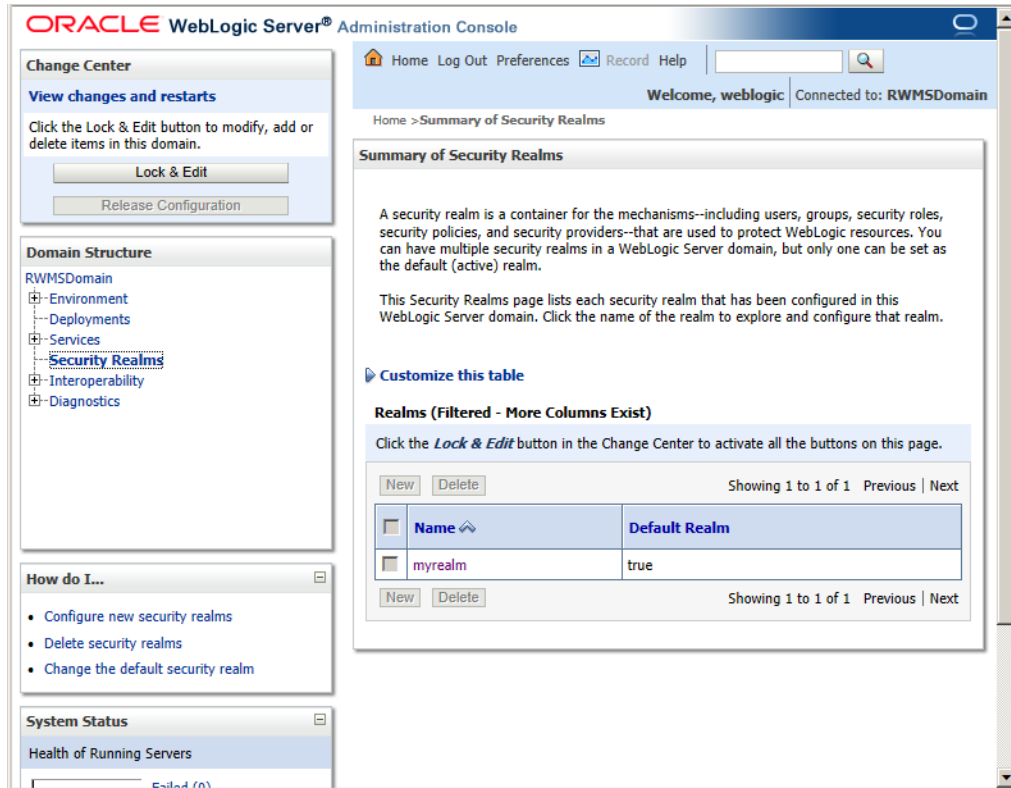 ORACLE WebLogic Server® Administration Console
Change Center
View changes and restarts
Click the Lock & Edit button to modify, add or
delete items in this domain.
Lock & Edit
Release Configuration
Domain Structure
RWMSDomain
Environment
Deployments
Services
Security Realms
Interoperability
Diagnostics
How do I...
Configure new security realms
Delete security realms
Change the default security realm
System Status
Health of Running Servers
Failed (0)
Home Log Out Preferences Record Help
Welcome, weblogic Connected to: RWMSDomain
Home >Summary of Security Realms
Summary of Security Realms
A security realm is a container for the mechanisms--including users, groups, security roles,
security policies, and security providers--that are used to protect WebLogic resources. You
can have multiple security realms in a WebLogic Server domain, but only one can be set as
the default (active) realm.
This Security Realms page lists each security realm that has been configured in this
WebLogic Server domain. Click the name of the realm to explore and configure that realm.
Customize this table
Realms (Filtered - More Columns Exist)
Click the Lock & Edit button in the Change Center to activate all the buttons on this page.
New Delete Showing 1 to 1 of 1 Previous | Next
Name Default Realm
myrealm true
New Delete Showing 1 to 1 of 1 Previous | Next